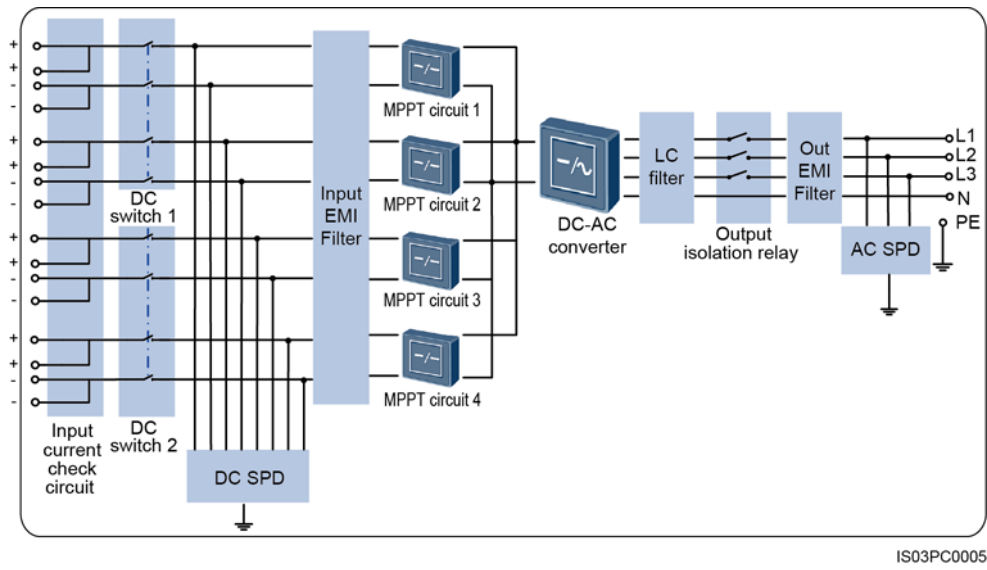 +
+
-
-
+
+
-
-
+
+
-
-
+
+
-
-
Input
current
check
circuit
DC
switch 1
DC
switch 2
DC SPD
Input
EMI
Filter
MPPT circuit 1
MPPT circuit 2
MPPT circuit 3
MPPT circuit 4
DC-AC
converter
LC
filter
Output
isolation relay
Out
EMI
Filter
AC SPD
L1
L2
L3
N
PE
IS03PC0005